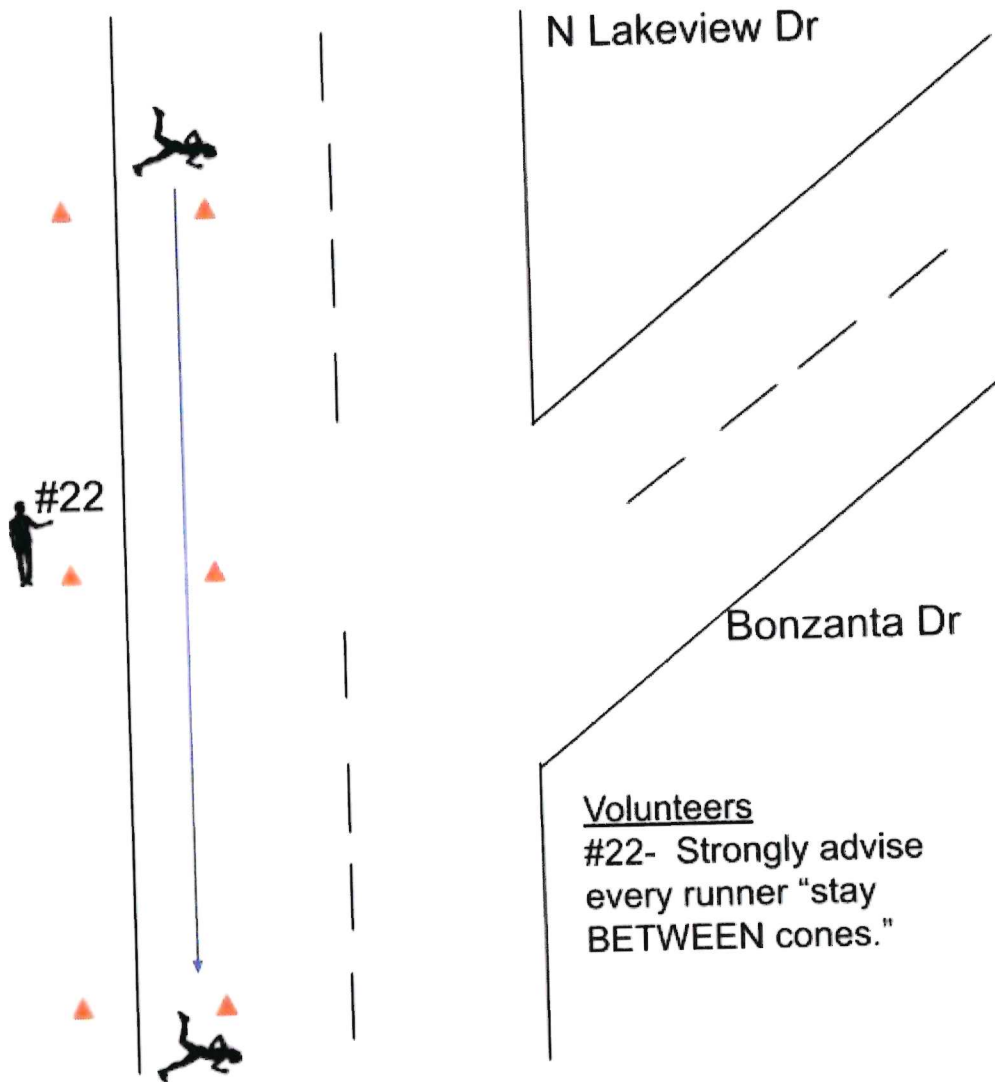 N Lakeview Dr
#22
Bonzanta Dr
Volunteers
#22-  Strongly advise
every runner “stay
BETWEEN cones.”